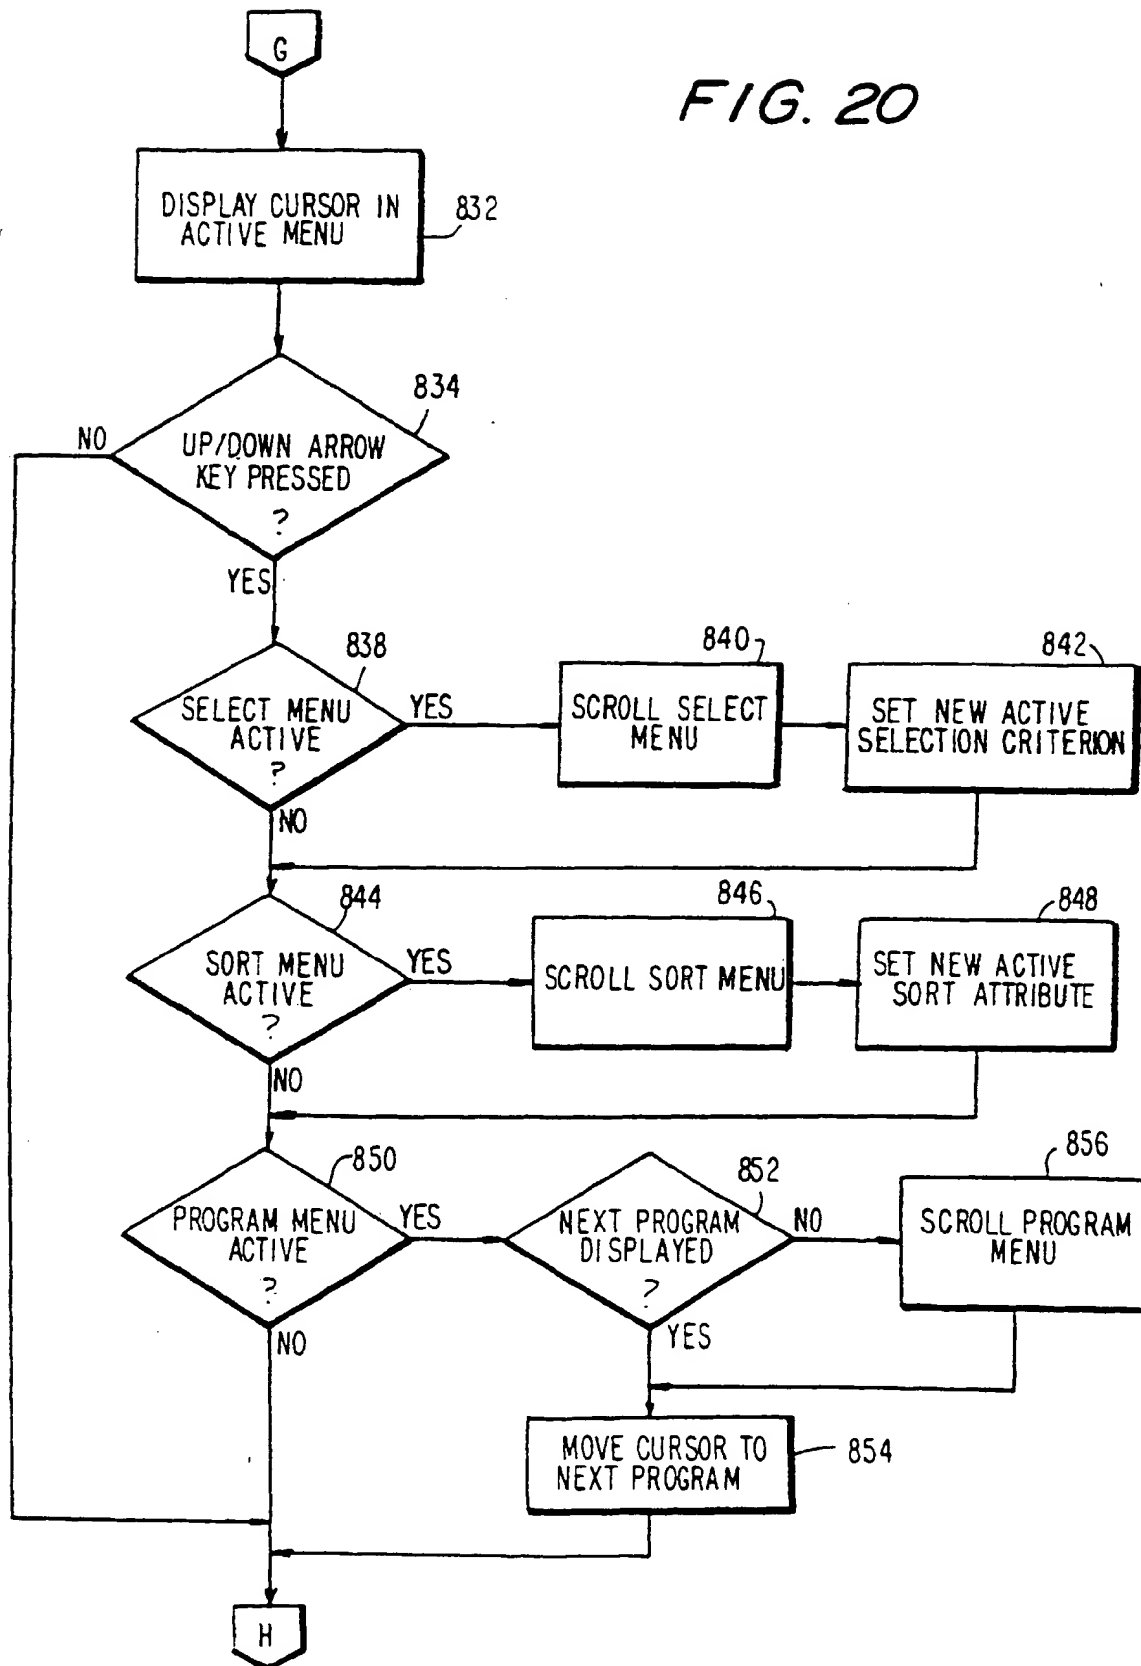 G
FIG. 20
DISPLAY CURSOR IN
ACTIVE MENU
832
834
NO
UP/DOWN ARROW
KEY PRESSED
?
YES
838
SELECT MENU
ACTIVE
?
YES
840
SCROLL SELECT
MENU
842
SET NEW ACTIVE
SELECTION CRITERION
NO
844
SORT MENU
ACTIVE
?
YES
846
SCROLL SORT MENU
848
SET NEW ACTIVE
SORT ATTRIBUTE
NO
850
PROGRAM MENU
ACTIVE
?
YES
852
NEXT PROGRAM
DISPLAYED
?
NO
856
SCROLL PROGRAM
MENU
NO
YES
MOVE CURSOR TO
NEXT PROGRAM
854
H